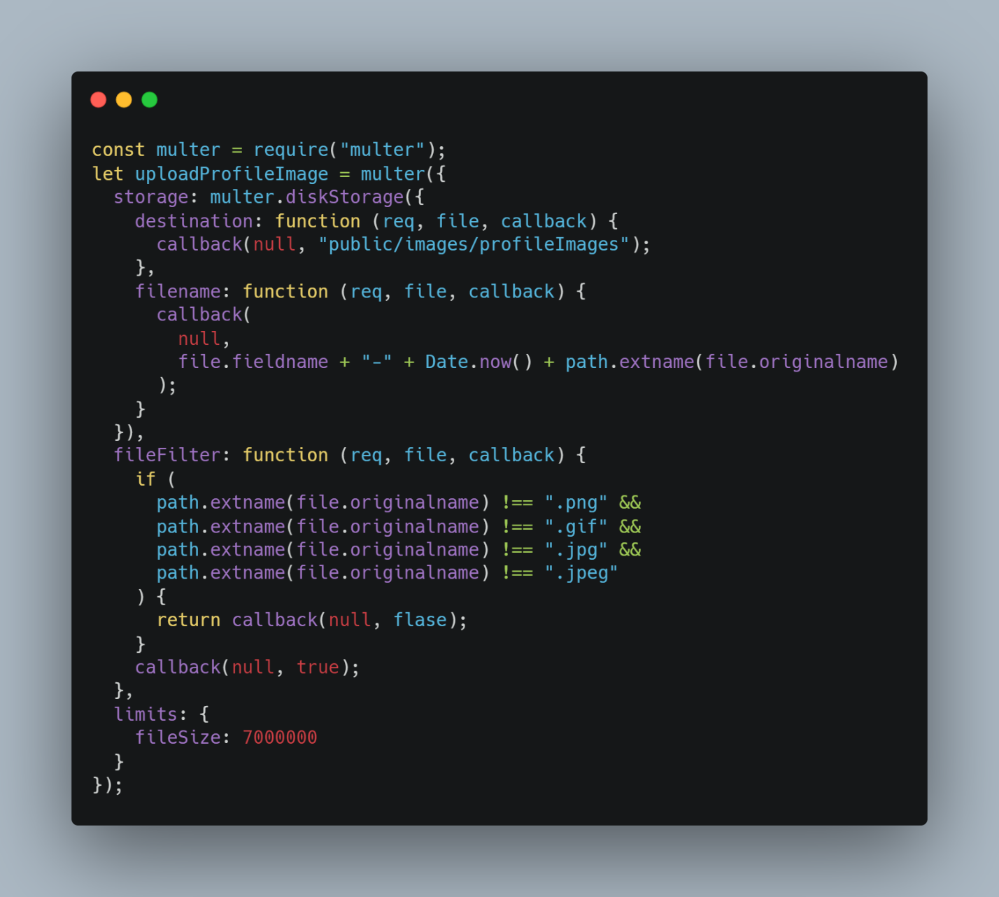 const multer = require("multer");
let uploadProfileImage = multer({
  storage: multer.diskStorage({
    destination: function (req, file, callback) {
      callback(null, "public/images/profileImages");
    },
    filename: function (req, file, callback) {
      callback(
        null,
        file.fieldname + "-" + Date.now() + path.extname(file.originalname)
      );
    }
  }),
  fileFilter: function (req, file, callback) {
    if (
      path.extname(file.originalname) !== ".png" &&
      path.extname(file.originalname) !== ".gif" &&
      path.extname(file.originalname) !== ".jpg" &&
      path.extname(file.originalname) !== ".jpeg"
    ) {
      return callback(null, flase);
    }
    callback(null, true);
  },
  limits: {
    fileSize: 7000000
  }
});